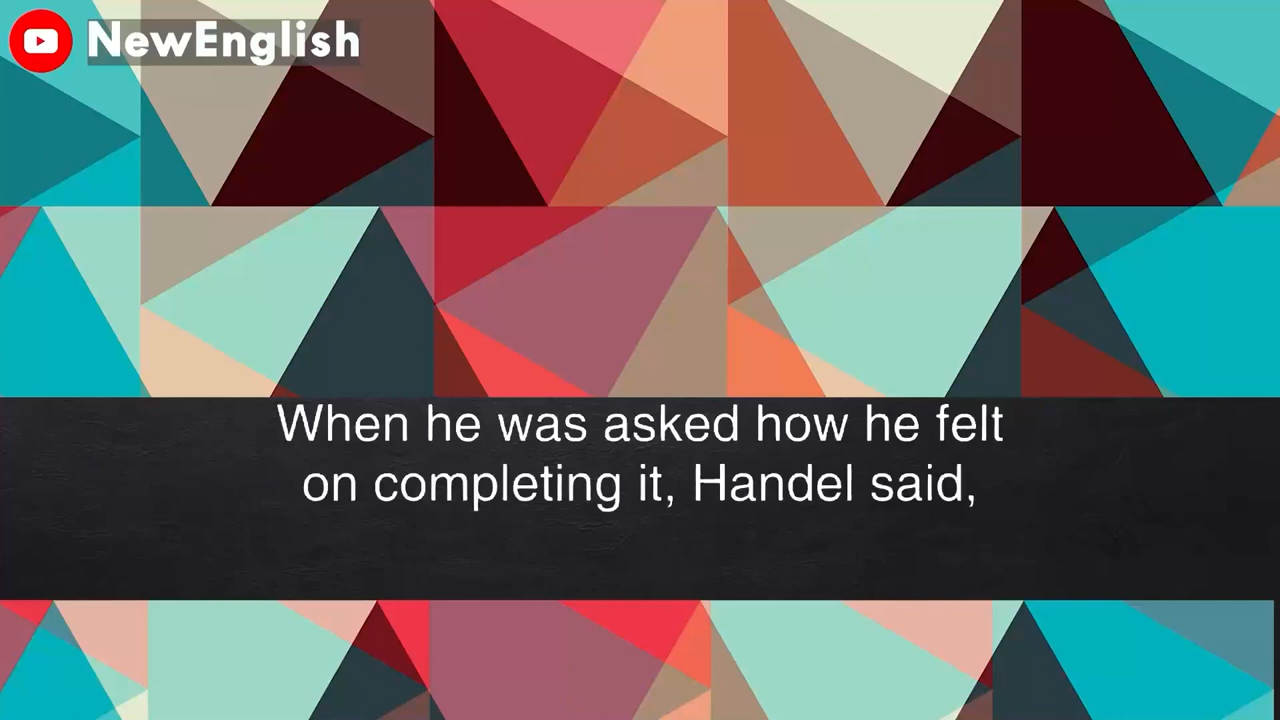 NewEnglish
When he was asked how he felt
on completing it, Handel said,